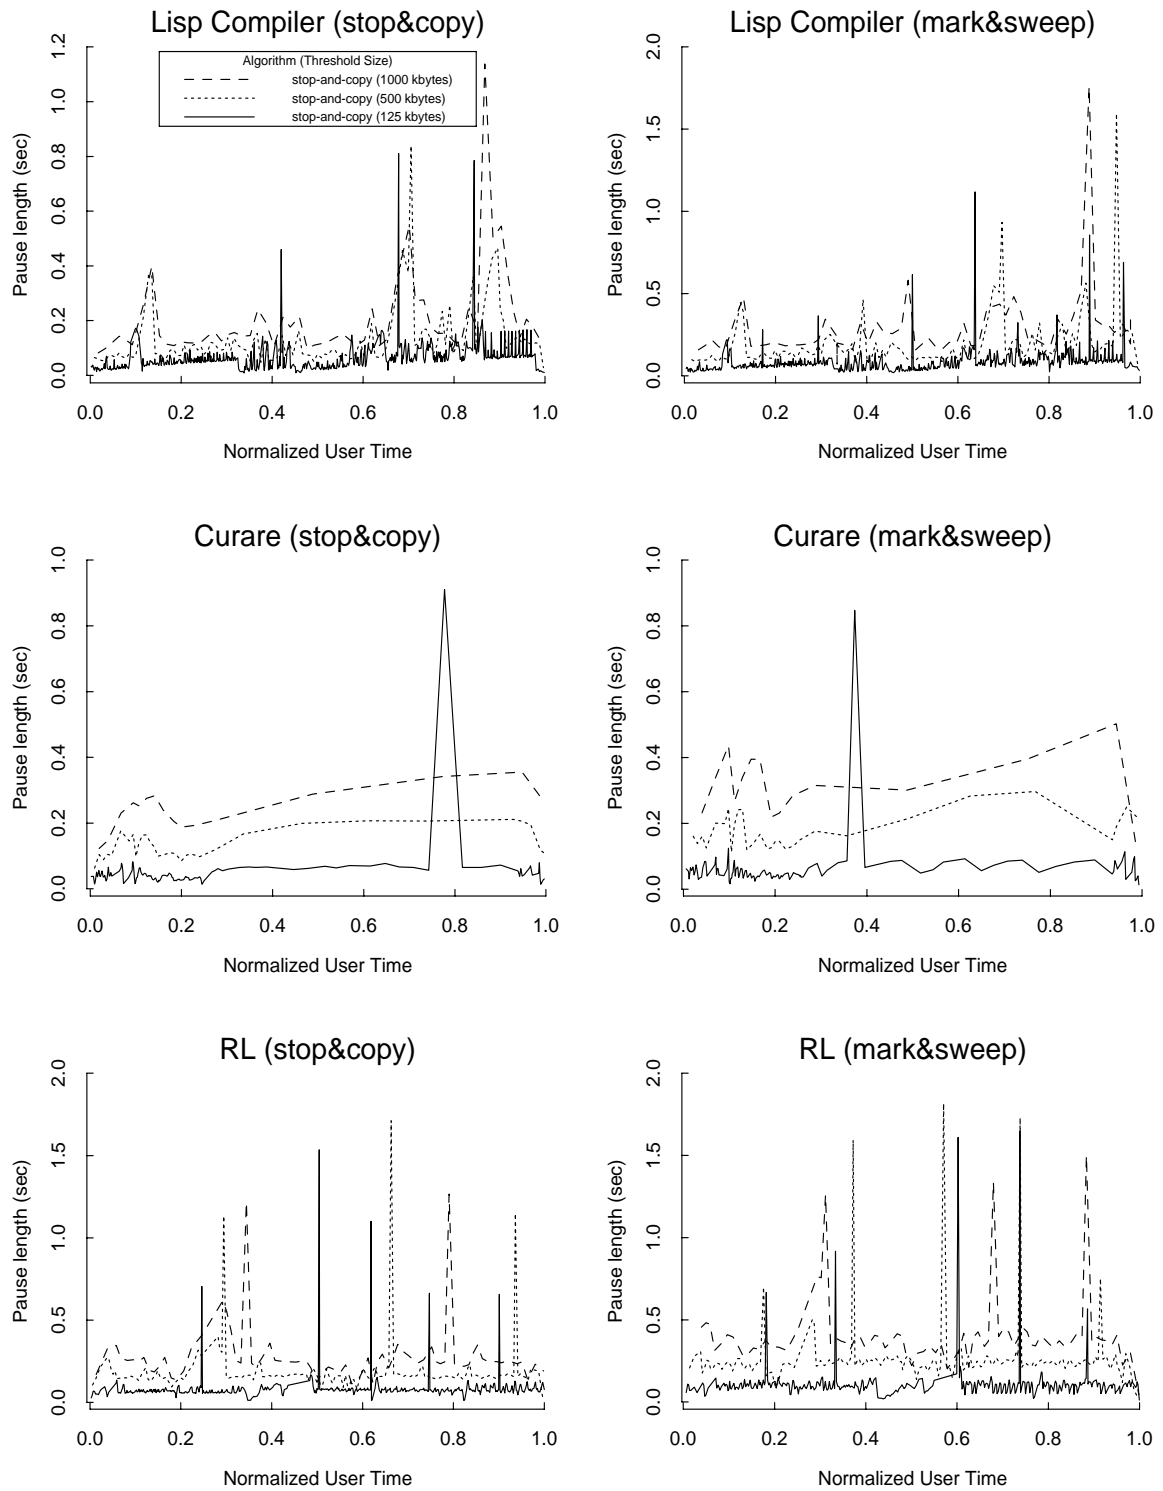 Lisp Compiler (stop&copy)
Pause length (sec)
0.0 0.2 0.4 0.6 0.8 1.0 1.2
Algorithm (Threshold Size)
stop-and-copy (1000 kbytes)
stop-and-copy (500 kbytes)
stop-and-copy (125 kbytes)
0.0 0.2 0.4 0.6 0.8 1.0
Normalized User Time
Lisp Compiler (mark&sweep)
Pause length (sec)
0.0 0.5 1.0 1.5 2.0
0.0 0.2 0.4 0.6 0.8 1.0
Normalized User Time
Curare (stop&copy)
Pause length (sec)
0.0 0.2 0.4 0.6 0.8 1.0
0.0 0.2 0.4 0.6 0.8 1.0
Normalized User Time
Curare (mark&sweep)
Pause length (sec)
0.0 0.2 0.4 0.6 0.8 1.0
0.0 0.2 0.4 0.6 0.8 1.0
Normalized User Time
RL (stop&copy)
Pause length (sec)
0.0 0.5 1.0 1.5 2.0
0.0 0.2 0.4 0.6 0.8 1.0
Normalized User Time
RL (mark&sweep)
Pause length (sec)
0.0 0.5 1.0 1.5 2.0
0.0 0.2 0.4 0.6 0.8 1.0
Normalized User Time